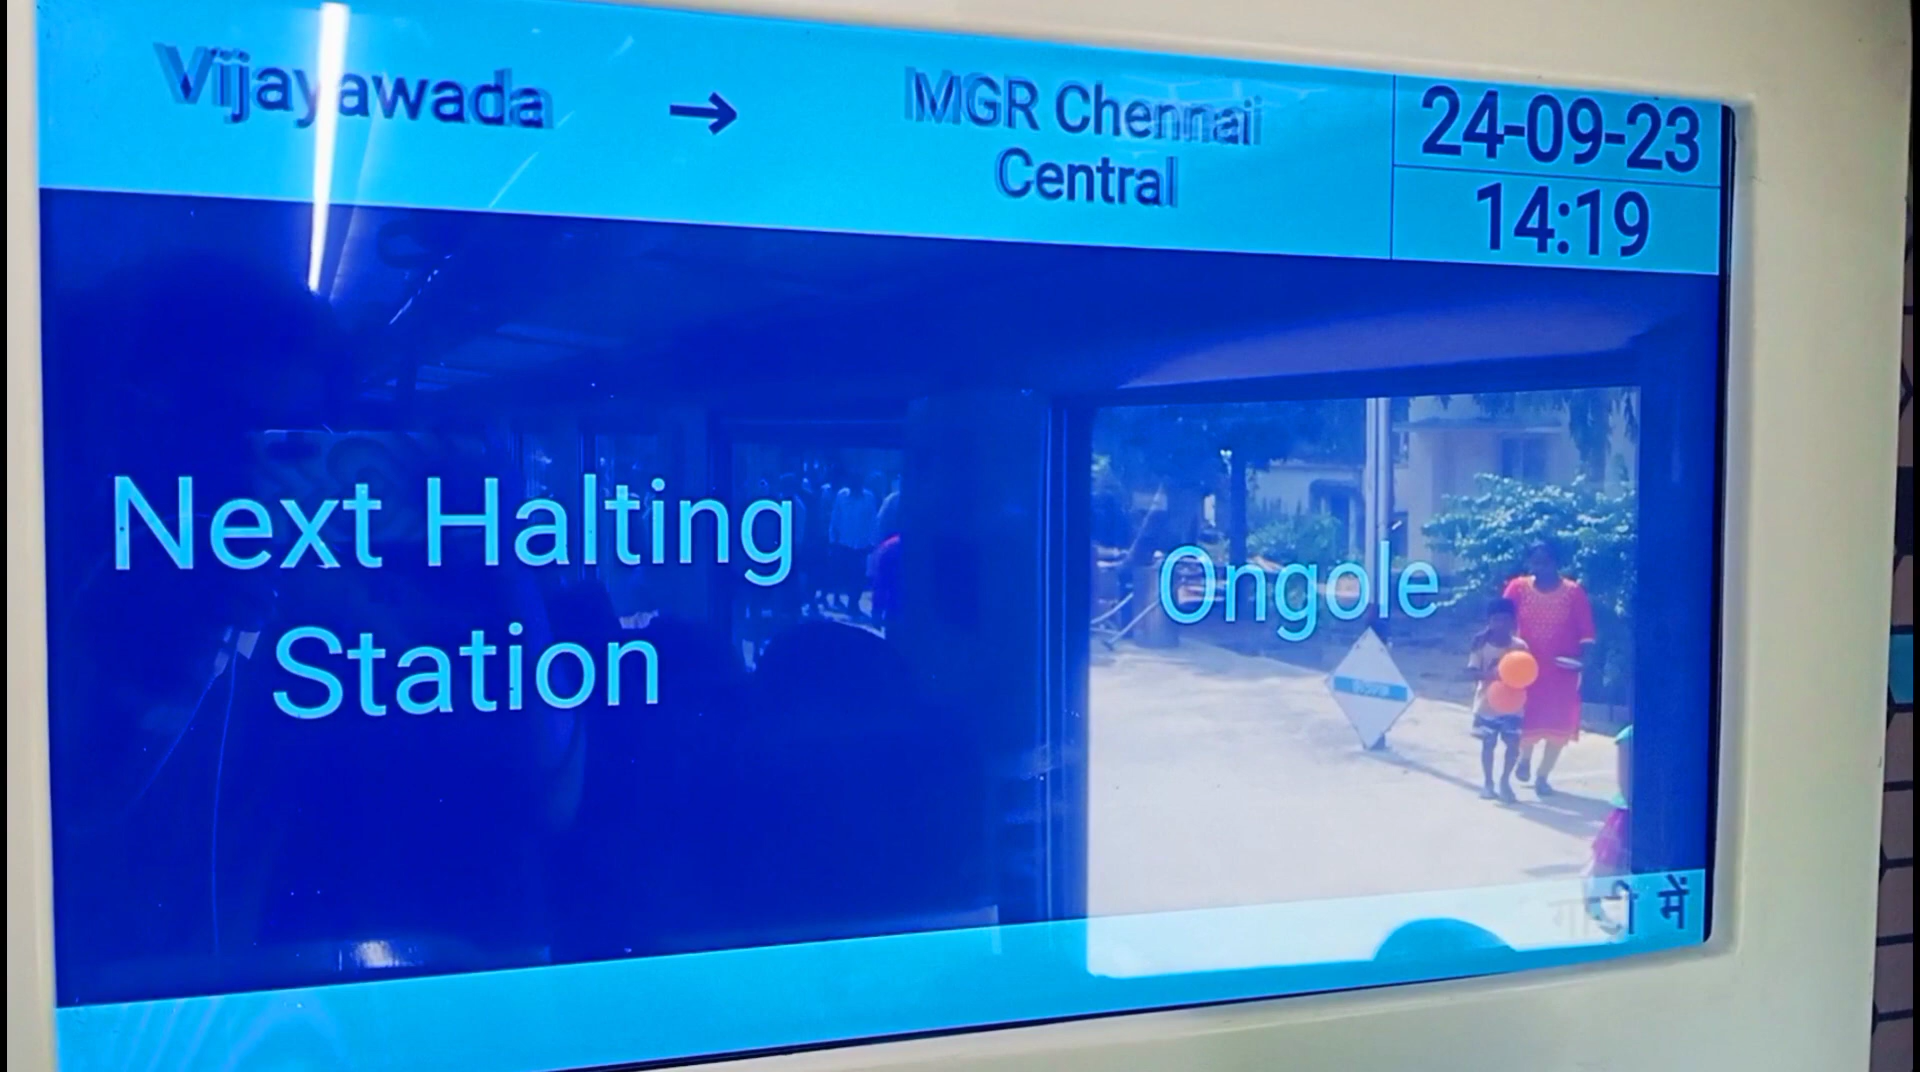 Vijayawada → MGR Chennai
Central
24-09-23
14:19
Next Halting
Station
Ongole
में